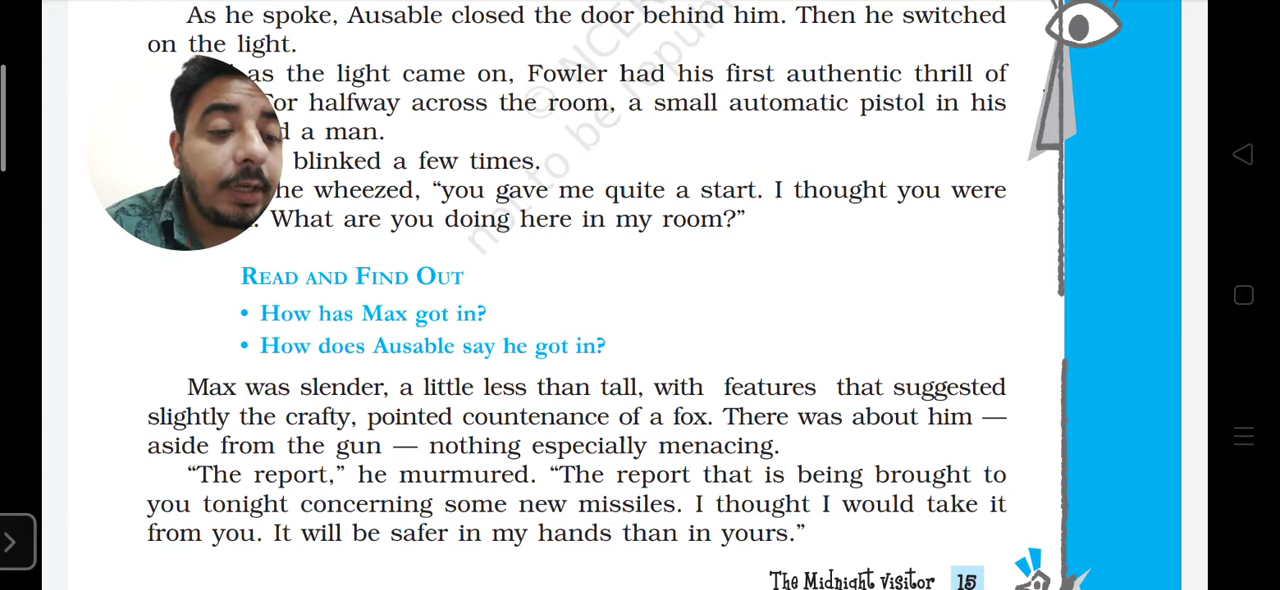 As he spoke, Ausable closed the door behind him. Then he switched
on the light.
as the light came on, Fowler had his first authentic thrill of
For halfway across the room, a small automatic pistol in his
a man.
blinked a few times.
he wheezed, “you gave me quite a start. I thought you were
What are you doing here in my room?”
READ AND FIND OUT
• How has Max got in?
• How does Ausable say he got in?
Max was slender, a little less than tall, with features that suggested
slightly the crafty, pointed countenance of a fox. There was about him —
aside from the gun — nothing especially menacing.
“The report,” he murmured. “The report that is being brought to
you tonight concerning some new missiles. I thought I would take it
from you. It will be safer in my hands than in yours.”
The Midnight Visitor 15
© NCER
not to be republ